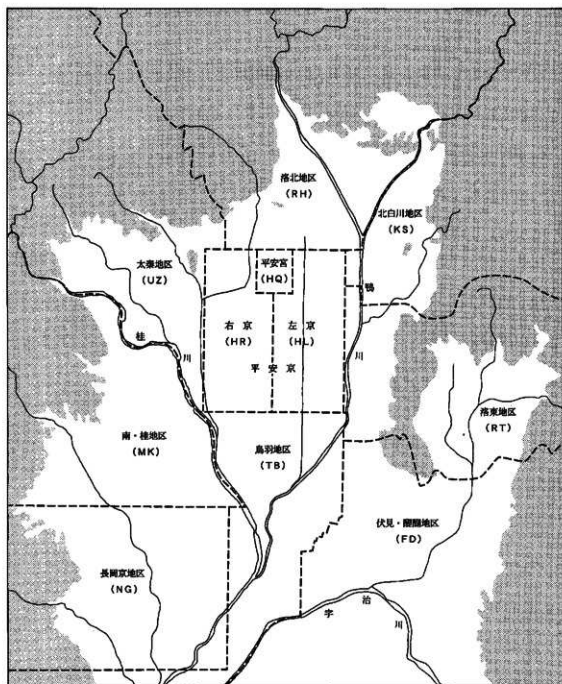 洛北地区
(RH)
北白川地区
(KS)
太秦地区
(UZ)
平安宮
(HQ)
鴨
川
桂
川
右京
(HR)
左京
(HL)
平安京
洛東地区
(RT)
南・桂地区
(MK)
鳥羽地区
(TB)
伏見・醍醐地区
(FD)
長岡京地区
(NG)
宇
治
川